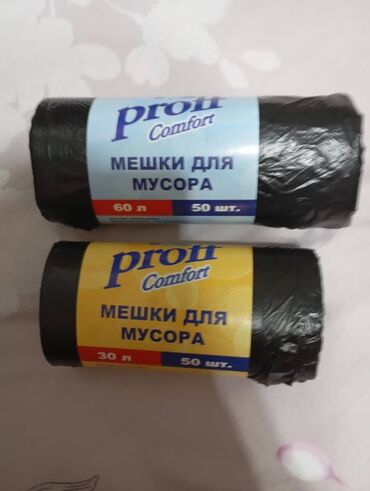 proff
Comfort
МЕШКИ ДЛЯ
МУСОРА
60 л 50 шт.
proff
Comfort
МЕШКИ ДЛЯ
МУСОРА
30 л 50 шт.